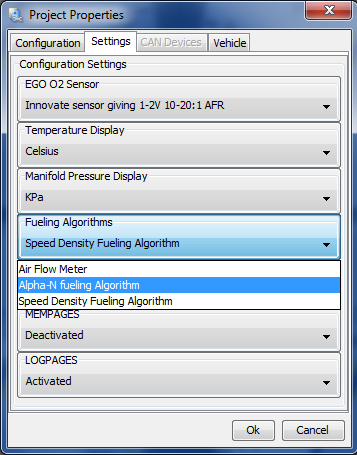 Project Properties
Configuration
Settings
CAN Devices
Vehicle
Configuration Settings
EGO O2 Sensor
Innovate sensor giving 1-2V 10-20:1 AFR
Temperature Display
Celsius
Manifold Pressure Display
KPa
Fueling Algorithms
Speed Density Fueling Algorithm
Air Flow Meter
Alpha-N fueling Algorithm
Speed Density Fueling Algorithm
MEMPAGES
Deactivated
LOGPAGES
Activated
Ok
Cancel